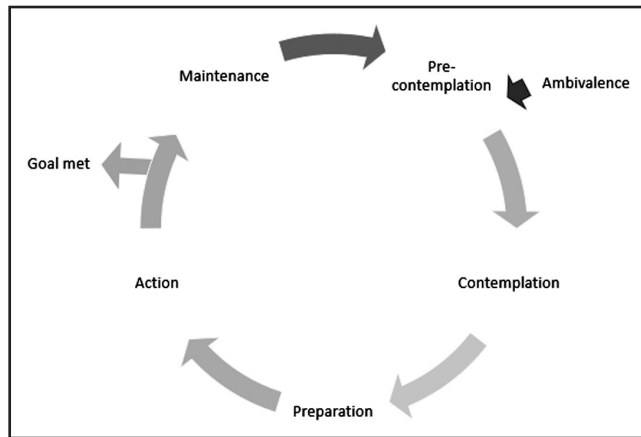 Maintenance
Pre-
contemplation
Ambivalence
Goal met
Action
Contemplation
Preparation